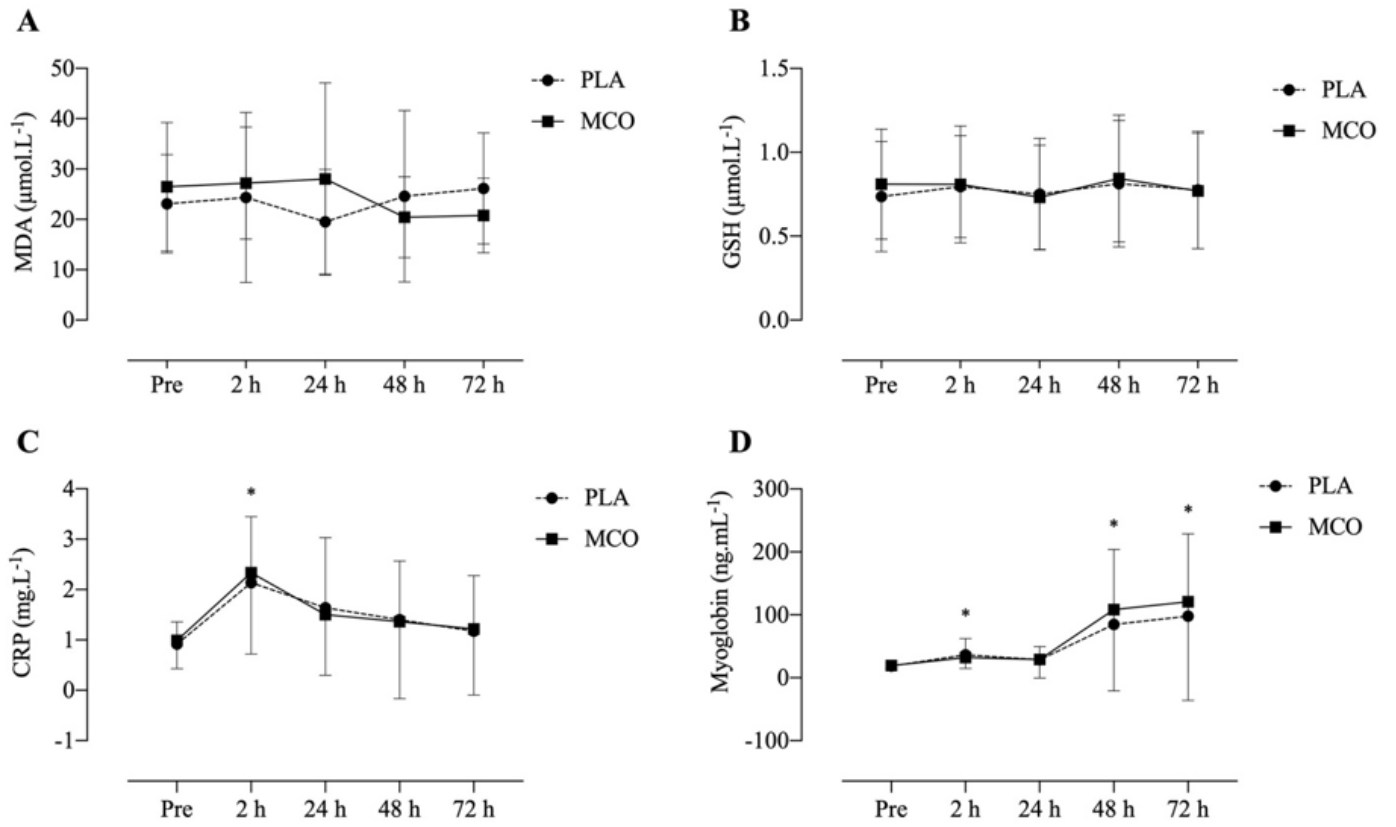 A
MDA (µmol.L⁻¹)
50
40
30
20
10
0
Pre 2 h 24 h 48 h 72 h
PLA
MCO
B
GSH (µmol.L⁻¹)
1.5
1.0
0.5
0.0
Pre 2 h 24 h 48 h 72 h
PLA
MCO
C
CRP (mg.L⁻¹)
4
3
2
1
0
-1
*
Pre 2 h 24 h 48 h 72 h
PLA
MCO
D
Myoglobin (ng.mL⁻¹)
300
200
100
0
-100
* * *
Pre 2 h 24 h 48 h 72 h
PLA
MCO